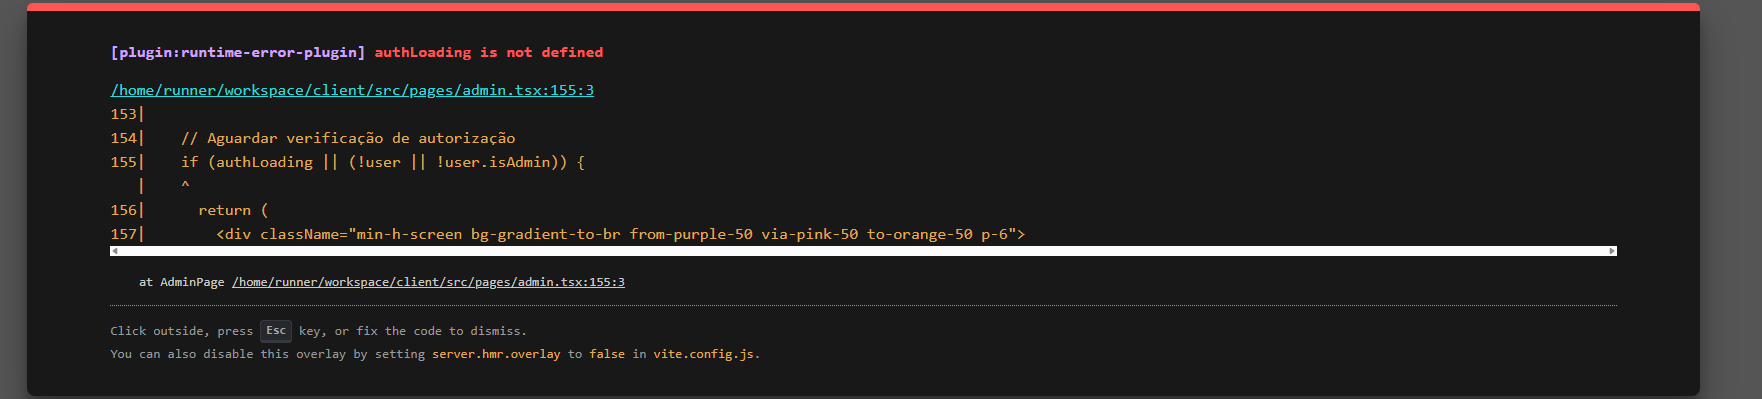 [plugin:runtime-error-plugin] authLoading is not defined
/home/runner/workspace/client/src/pages/admin.tsx:155:3
153|
154|    // Aguardar verificação de autorização
155|    if (authLoading || (!user || !user.isAdmin)) {
   |    ^
156|      return (
157|        <div className="min-h-screen bg-gradient-to-br from-purple-50 via-pink-50 to-orange-50 p-6">
at AdminPage /home/runner/workspace/client/src/pages/admin.tsx:155:3
Click outside, press Esc key, or fix the code to dismiss.
You can also disable this overlay by setting server.hmr.overlay to false in vite.config.js.